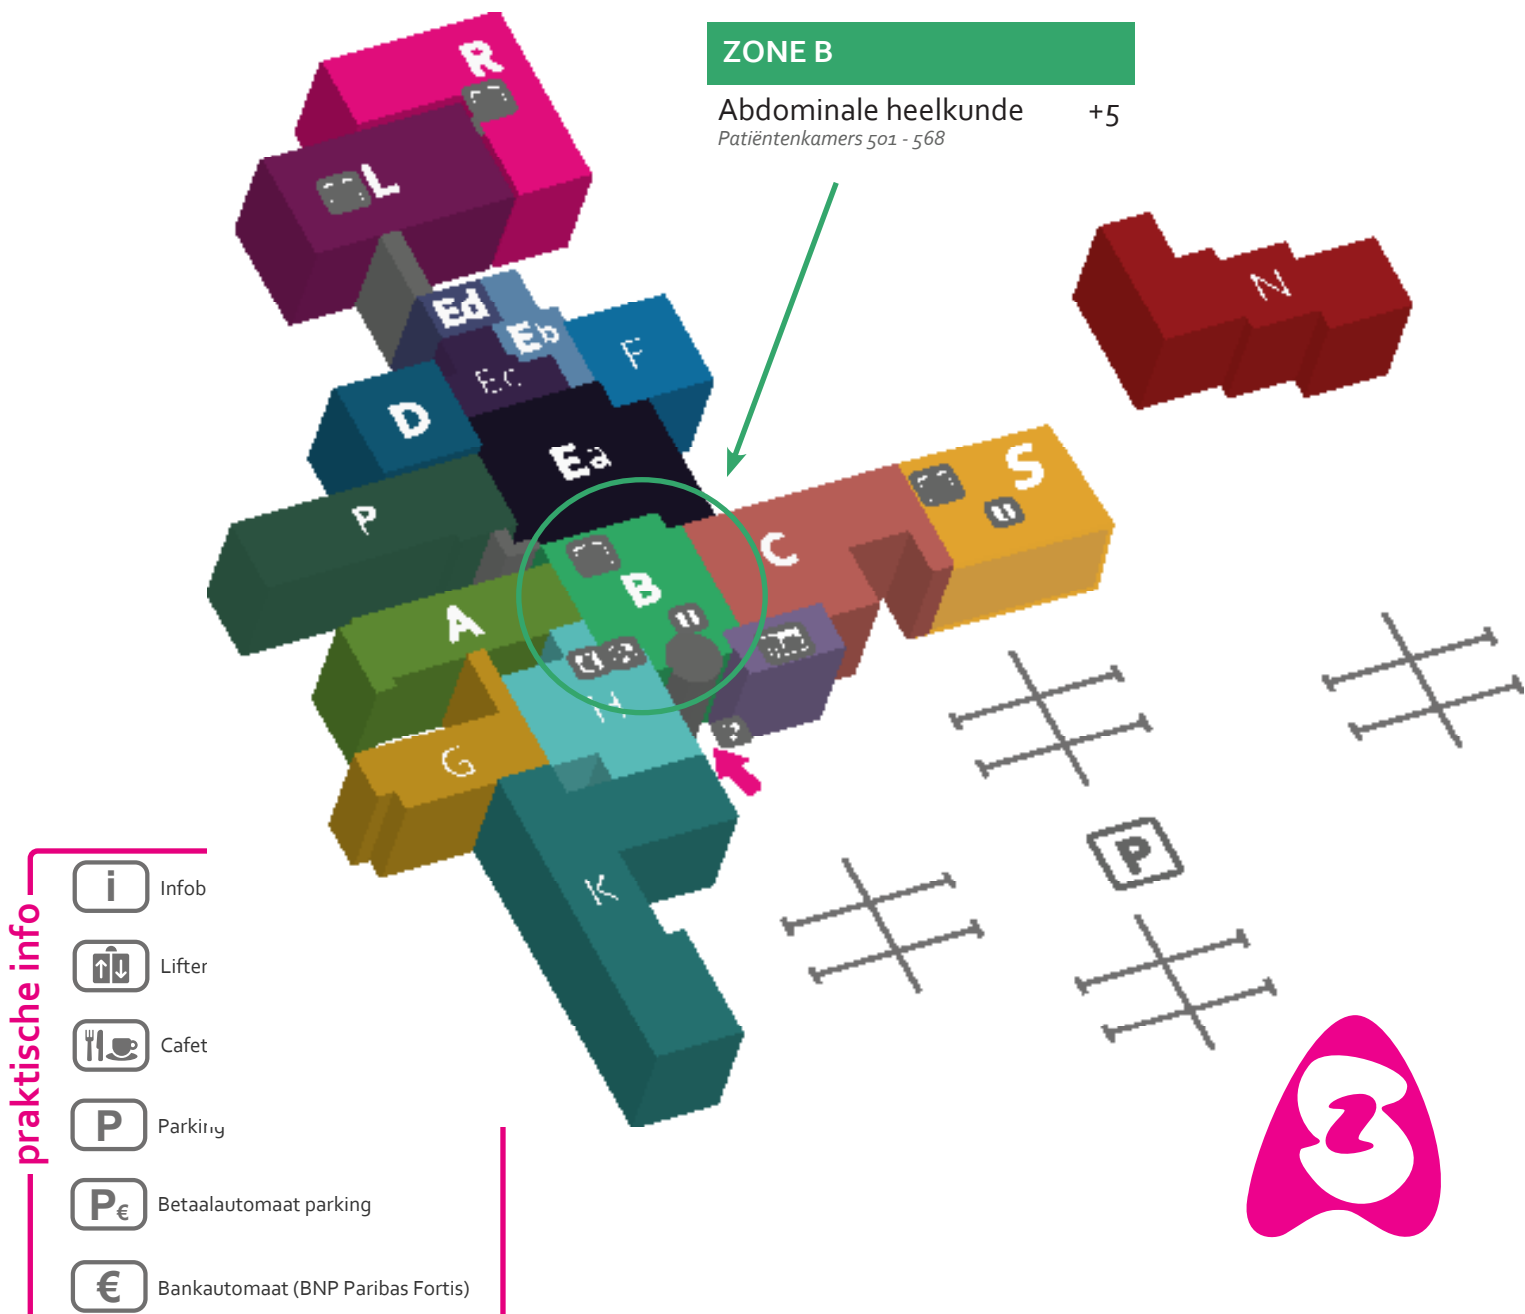 ZONE B
Abdominale heelkunde +5
Patiëntenkamers 501 - 568
R
L
N
Ed
Eb
F
Ec
D
Ea
S
P
C
B
A
H
G
K
P
praktische info
i Infob
Lifter
Cafet
P Parking
P€ Betaalautomaat parking
€ Bankautomaat (BNP Paribas Fortis)